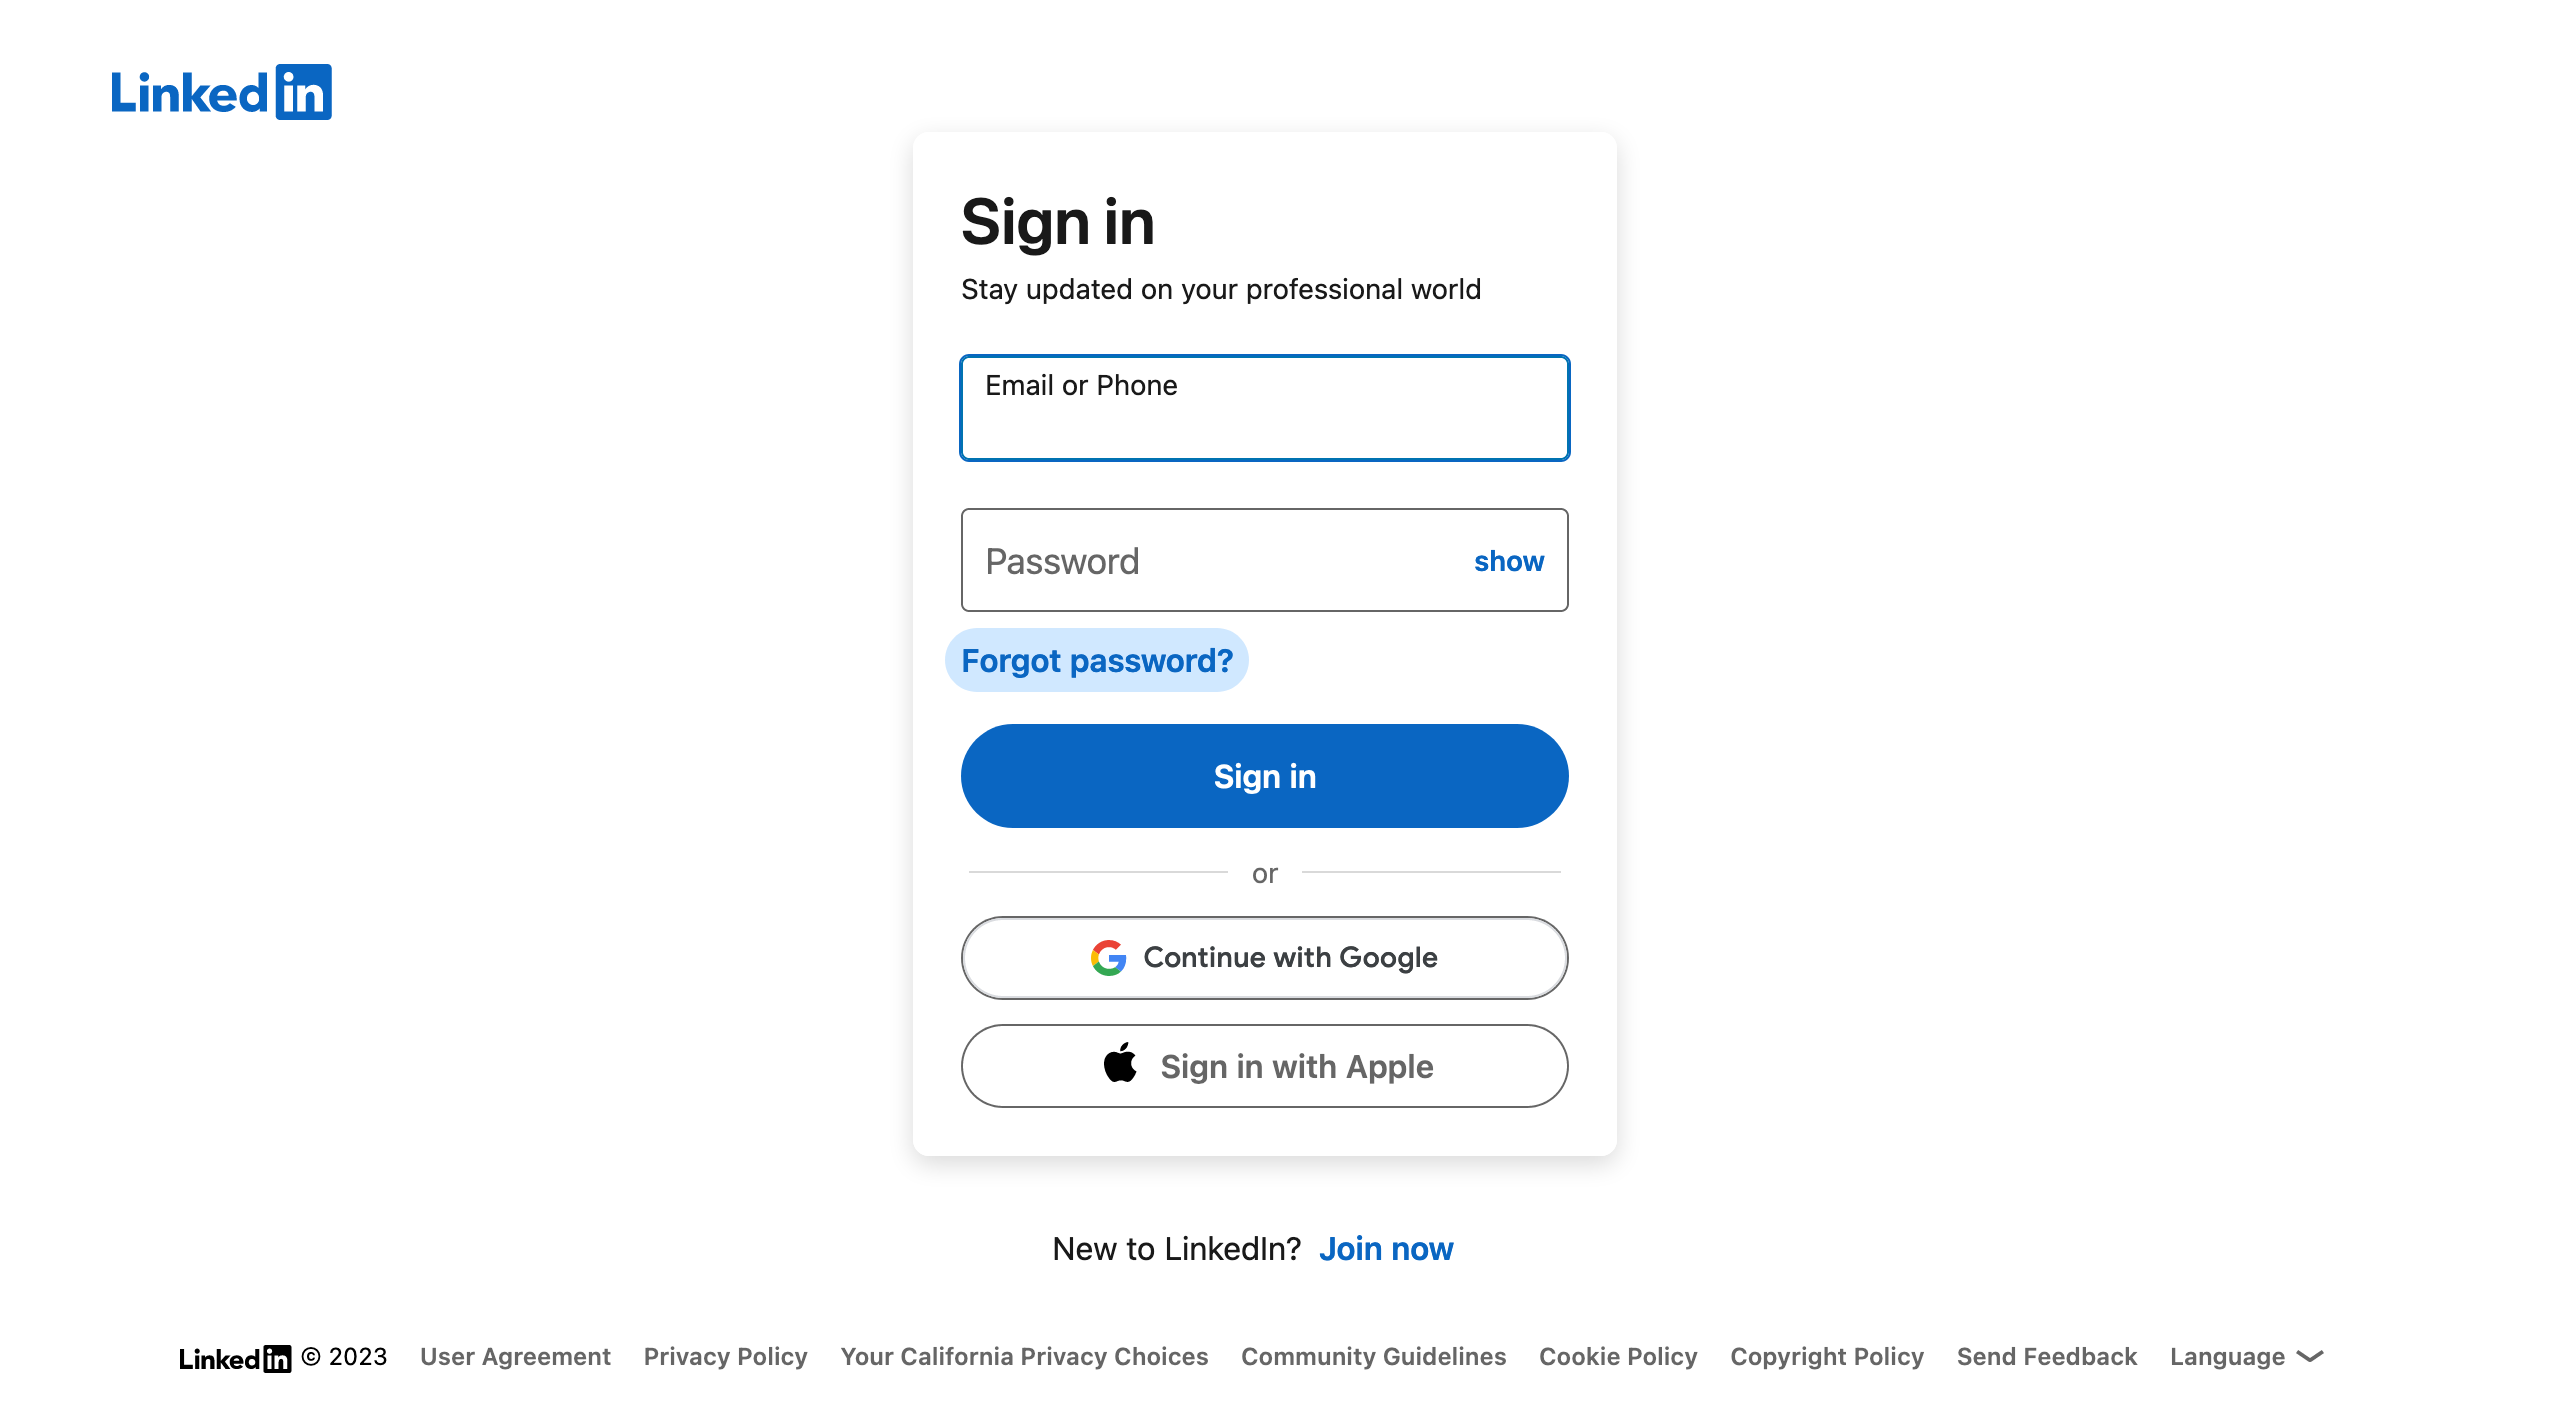 LinkedIn
Sign in
Stay updated on your professional world
Email or Phone
Password show
Forgot password?
Sign in
or
Continue with Google
Sign in with Apple
New to LinkedIn? Join now
LinkedIn © 2023 User Agreement Privacy Policy Your California Privacy Choices Community Guidelines Cookie Policy Copyright Policy Send Feedback Language